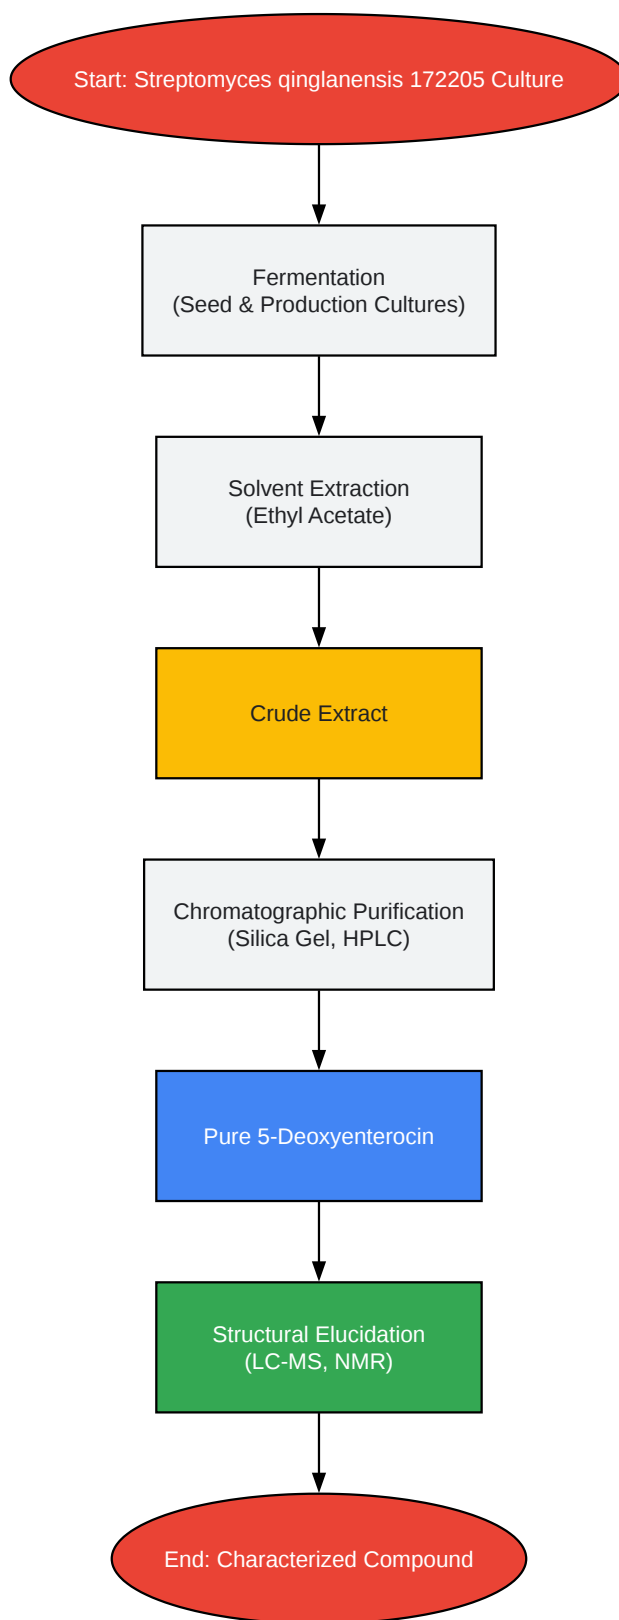 Start: Streptomyces qinglanensis 172205 Culture
Fermentation
(Seed & Production Cultures)
Solvent Extraction
(Ethyl Acetate)
Crude Extract
Chromatographic Purification
(Silica Gel, HPLC)
Pure 5-Deoxyenterocin
Structural Elucidation
(LC-MS, NMR)
End: Characterized Compound